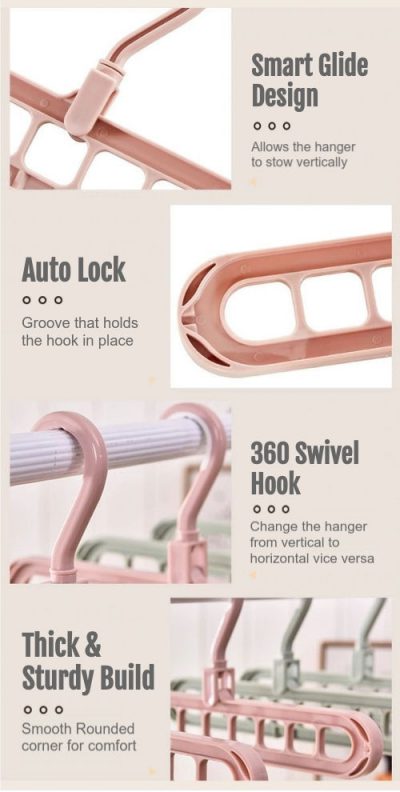 Smart Glide
Design
Allows the hanger
to stow vertically
Auto Lock
Groove that holds
the hook in place
360 Swivel
Hook
Change the hanger
from vertical to
horizontal vice versa
Thick &
Sturdy Build
Smooth Rounded
corner for comfort